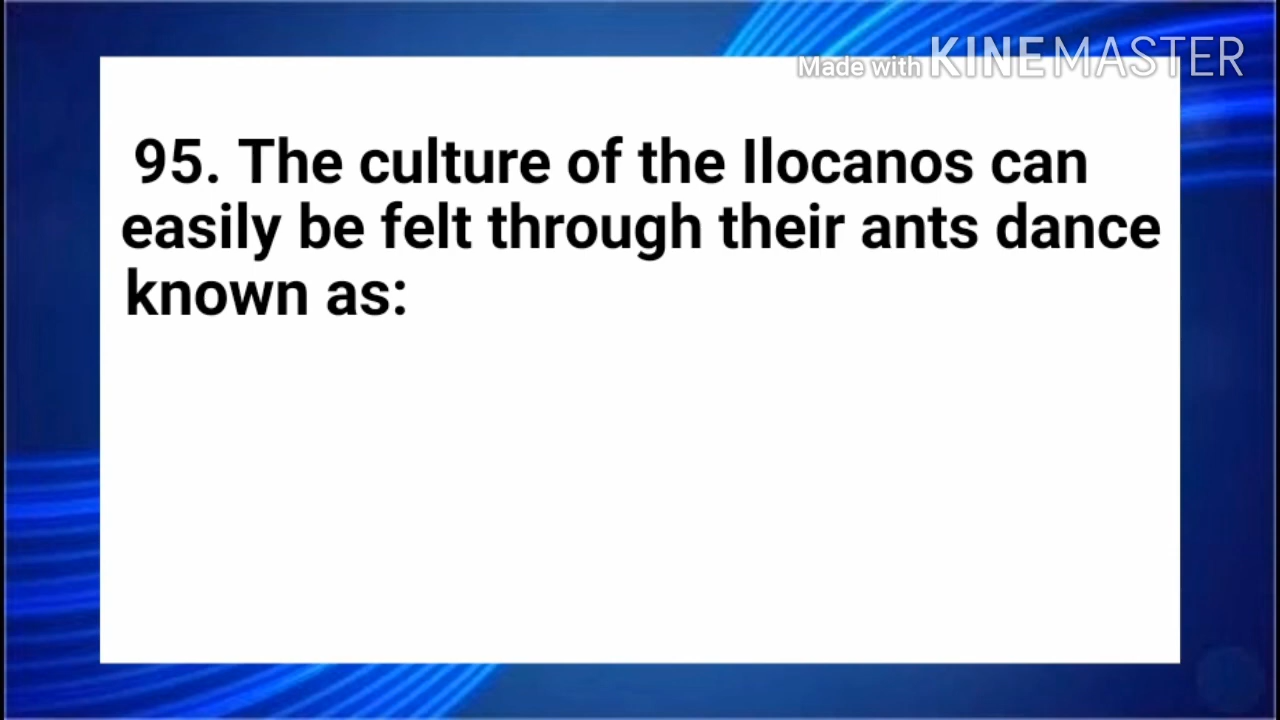 Made with KINEMASTER
95. The culture of the Ilocanos can
easily be felt through their ants dance
known as: